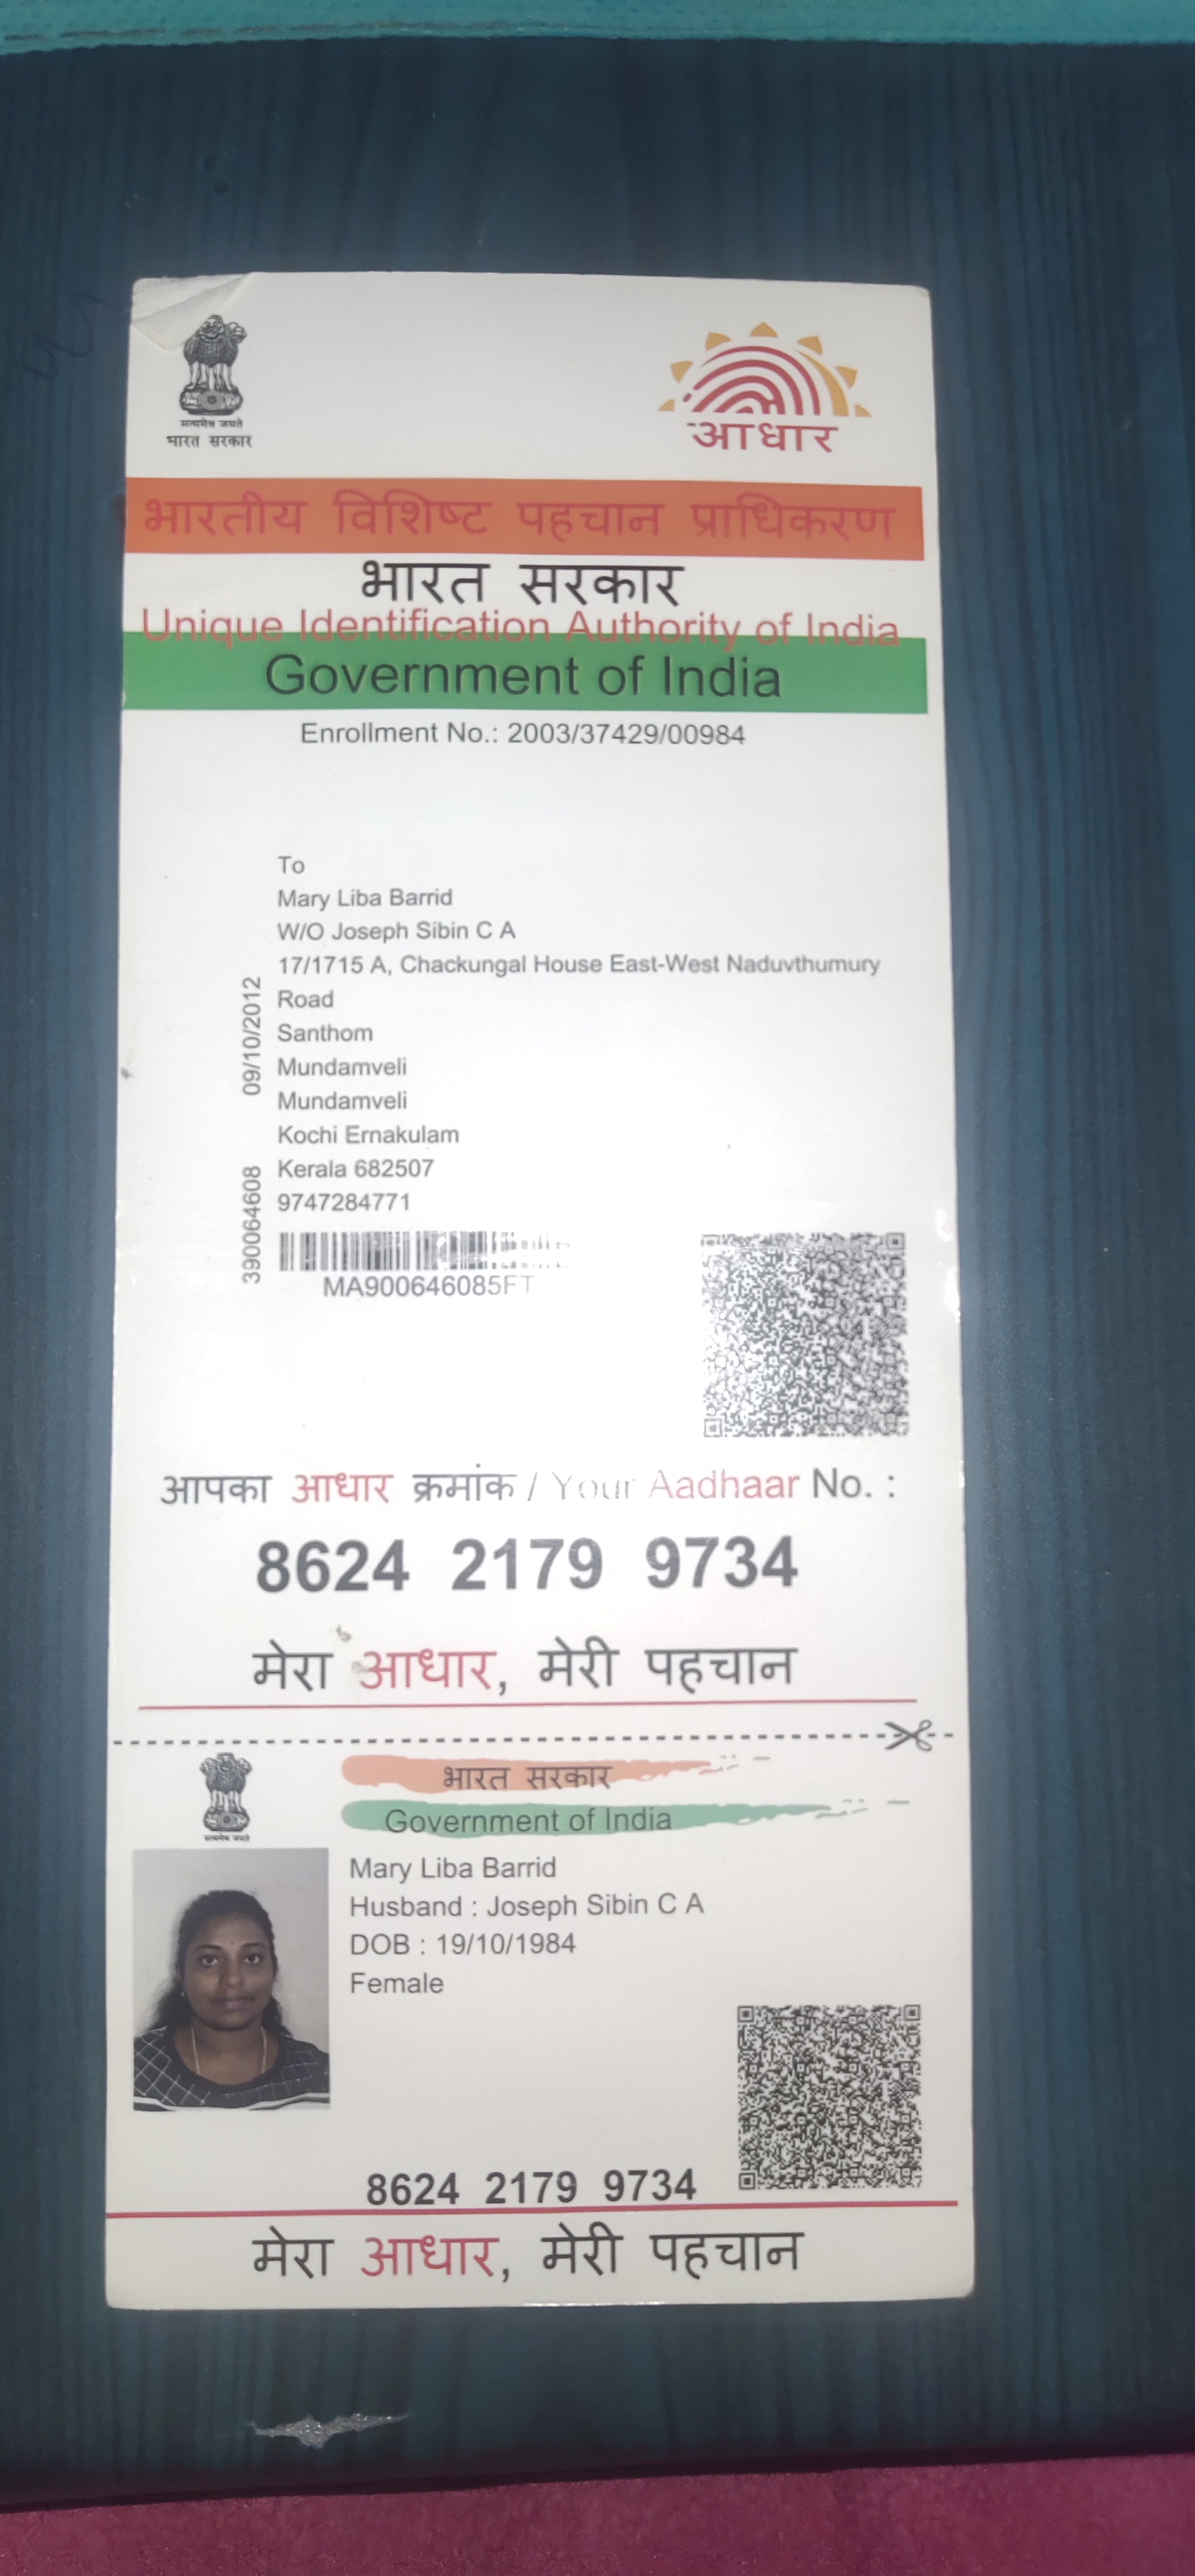 सत्यमेव जयते
भारत सरकार
आधार
भारतीय विशिष्ट पहचान प्राधिकरण
भारत सरकार
Unique Identification Authority of India
Government of India
Enrollment No.: 2003/37429/00984
To
Mary Liba Barrid
W/O Joseph Sibin C A
17/1715 A, Chackungal House East-West Naduvthumury
Road
Santhom
Mundamveli
Mundamveli
Kochi Ernakulam
Kerala 682507
9747284771
09/10/2012
390064608
MA900646085FT
आपका आधार क्रमांक / Your Aadhaar No. :
8624 2179 9734
मेरा आधार, मेरी पहचान
सत्यमेव जयते
भारत सरकार
Government of India
Mary Liba Barrid
Husband : Joseph Sibin C A
DOB : 19/10/1984
Female
8624 2179 9734
मेरा आधार, मेरी पहचान